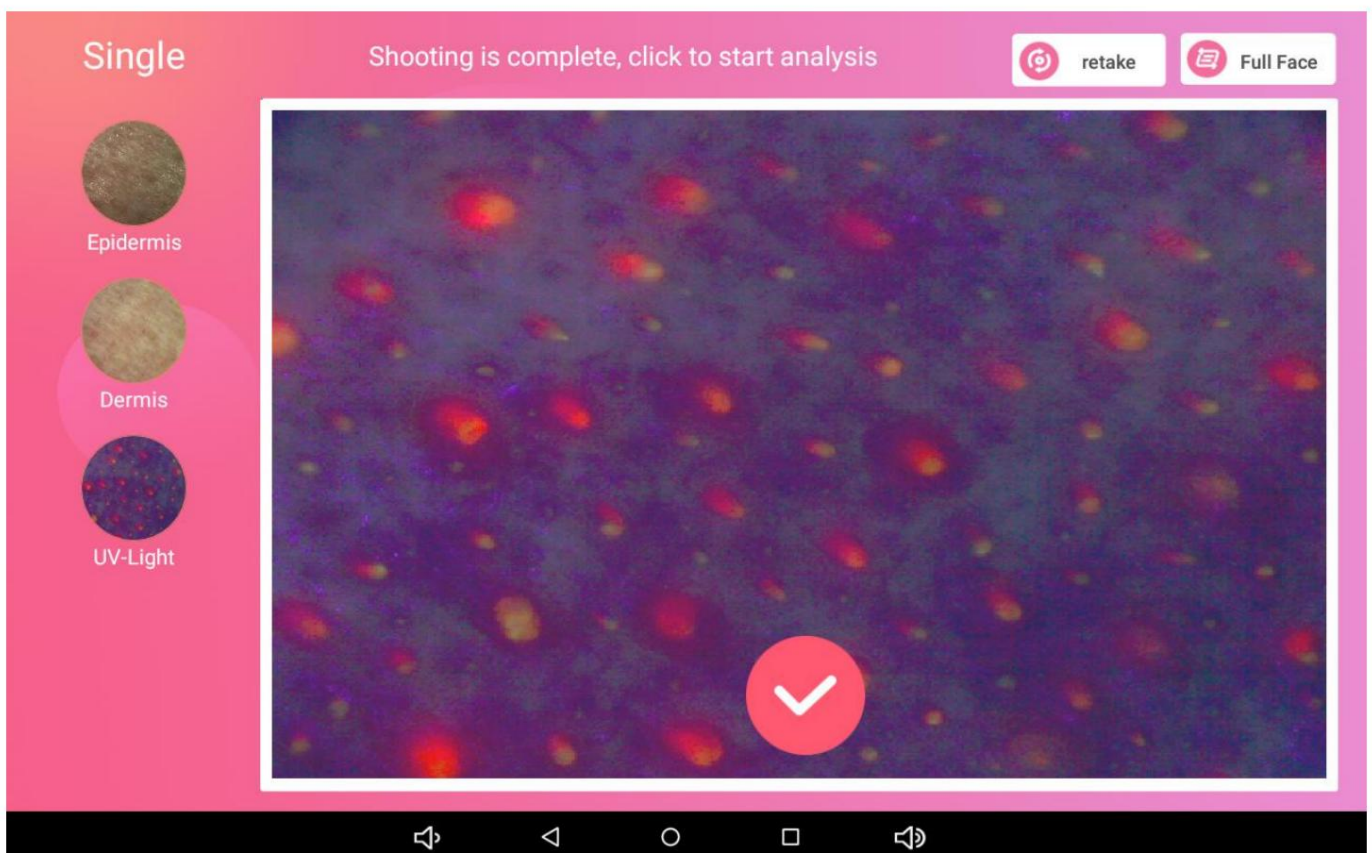 Single
Shooting is complete, click to start analysis
retake
Full Face
Epidermis
Dermis
UV-Light